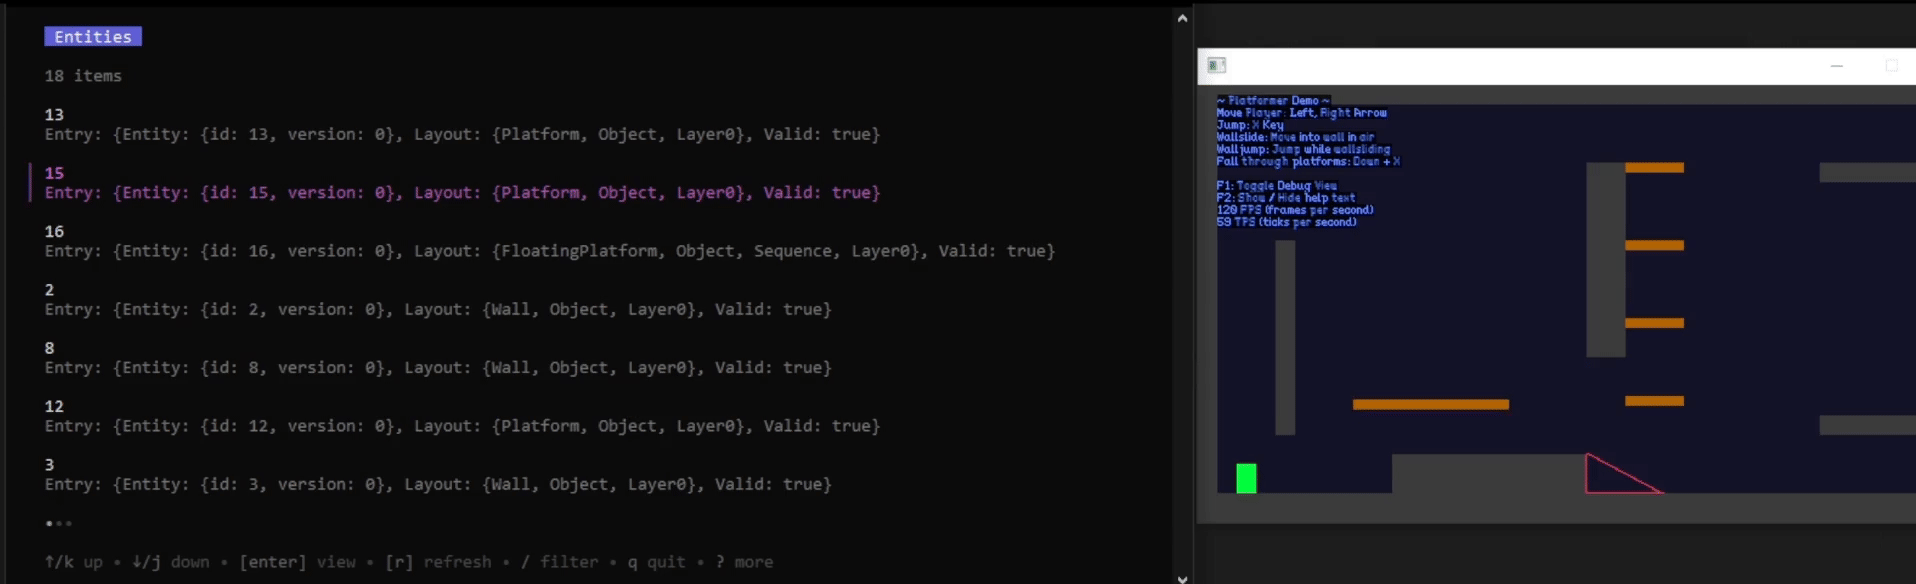 Entities
18 items
13
Entry: {Entity: {id: 13, version: 0}, Layout: {Platform, Object, Layer0}, Valid: true}
15
Entry: {Entity: {id: 15, version: 0}, Layout: {Platform, Object, Layer0}, Valid: true}
16
Entry: {Entity: {id: 16, version: 0}, Layout: {FloatingPlatform, Object, Sequence, Layer0}, Valid: true}
2
Entry: {Entity: {id: 2, version: 0}, Layout: {Wall, Object, Layer0}, Valid: true}
8
Entry: {Entity: {id: 8, version: 0}, Layout: {Wall, Object, Layer0}, Valid: true}
12
Entry: {Entity: {id: 12, version: 0}, Layout: {Platform, Object, Layer0}, Valid: true}
3
Entry: {Entity: {id: 3, version: 0}, Layout: {Wall, Object, Layer0}, Valid: true}
•••
↑/k up • ↓/j down • [enter] view • [r] refresh • / filter • q quit • ? more
~ Platformer Demo ~
Move Player: Left, Right Arrow
Jump: X Key
Wallslide: Move into wall in air
Walljump: Jump while wallsliding
Fall through platforms: Down + X
F1: Toggle Debug View
F2: Show / Hide help text
120 FPS (frames per second)
59 TPS (ticks per second)